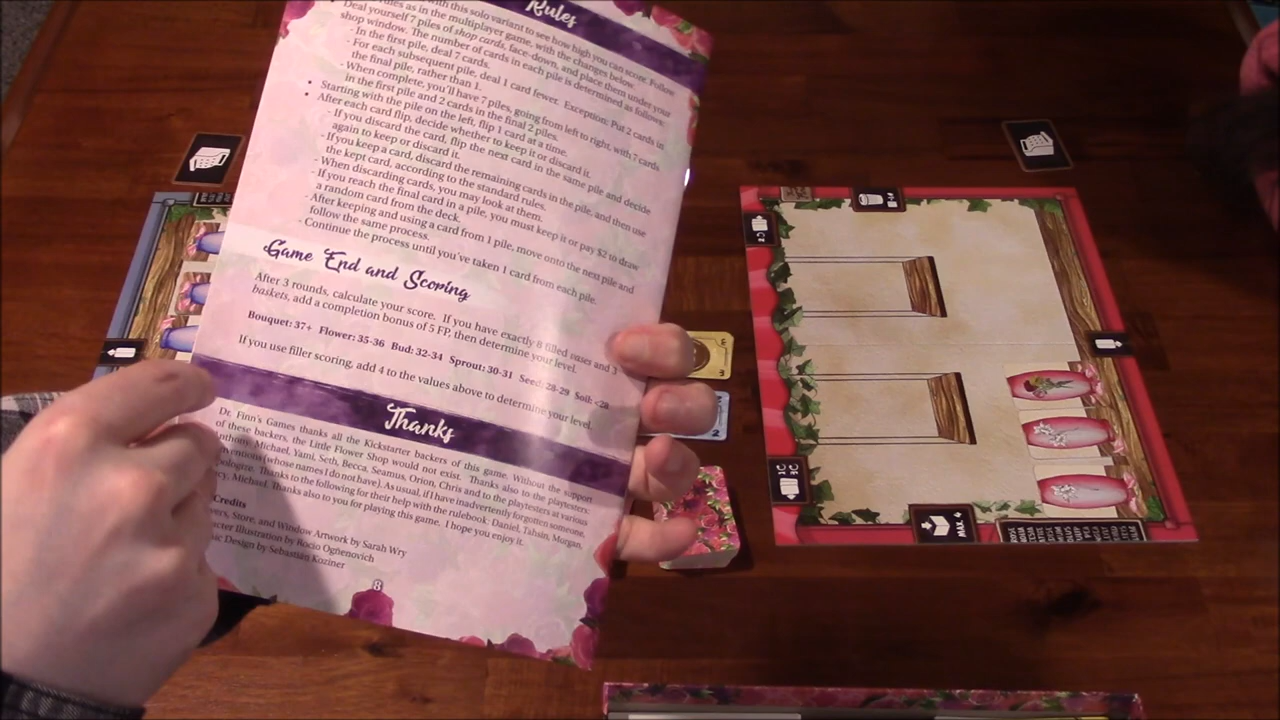 Rules
with this solo variant to see how high you can score. Follow
rules as in the multiplayer game, with the changes below.
Deal yourself 7 piles of shop cards, face-down, and place them under your
shop window. The number of cards in each pile is determined as follows:
- In the first pile, deal 7 cards.
- For each subsequent pile, deal 1 card fewer. Exception: Put 2 cards in
the final pile, rather than 1.
- When complete, you'll have 7 piles, going from left to right, with 7 cards
in the first pile and 2 cards in the final 2 piles.
• Starting with the pile on the left, flip 1 card at a time.
• After each card flip, decide whether to keep it or discard it.
- If you discard the card, flip the next card in the same pile and decide
again to keep or discard it.
- If you keep a card, discard the remaining cards in the pile, and then use
the kept card, according to the standard rules.
- When discarding cards, you may look at them.
- If you reach the final card in a pile, you must keep it or pay $2 to draw
a random card from the deck.
- After keeping and using a card from 1 pile, move onto the next pile and
follow the same process.
- Continue the process until you've taken 1 card from each pile.
Game End and Scoring
After 3 rounds, calculate your score. If you have exactly 8 filled vases and 3
baskets, add a completion bonus of 5 FP, then determine your level.
Bouquet: 37+ Flower: 35-36 Bud: 32-34 Sprout: 30-31 Seed: 28-29 Soil: <28
If you use filler scoring, add 4 to the values above to determine your level.
Thanks
Dr. Finn's Games thanks all the Kickstarter backers of this game. Without the support
of these backers, the Little Flower Shop would not exist. Thanks also to the playtesters:
Anthony, Michael, Yami, Seth, Becca, Seamus, Orion, Chris and to the playtesters at various
(whose names I do not have). As usual, if I have inadvertently forgotten someone,
Thanks to the following for their help with the rulebook: Daniel, Tahsin, Morgan,
Michael. Thanks also to you for playing this game. I hope you enjoy it.
Credits
Store, and Window Artwork by Sarah Wry
Illustration by Rocio Ogñenovich
Design by Sebastien Koziner
8
MAX. 4